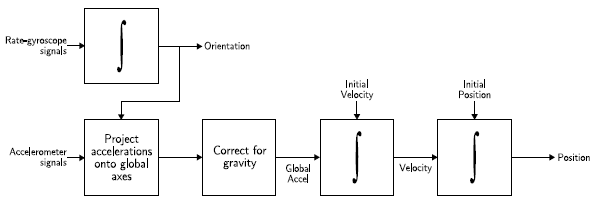 Rate-gyroscope
signals
∫
Orientation
Initial
Velocity
Initial
Position
Accelerometer
signals
Project
accelerations
onto global
axes
Correct for
gravity
Global
Accel
∫
Velocity
∫
Position